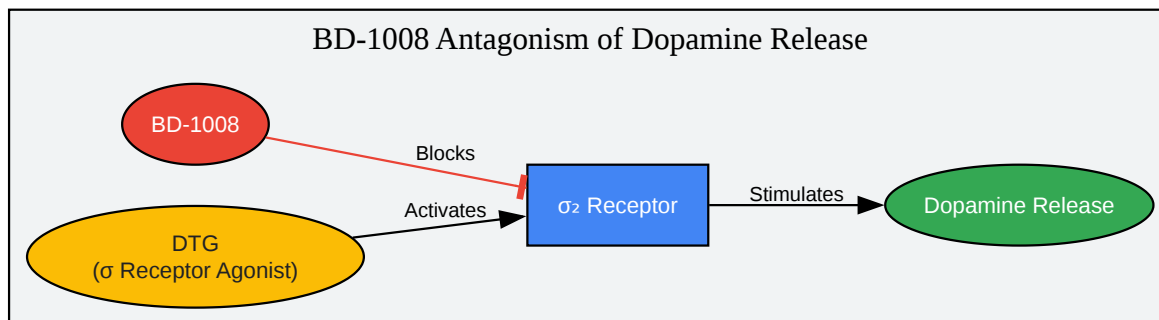 BD-1008 Antagonism of Dopamine Release
BD-1008
Blocks
Activates
σ₂ Receptor
Stimulates
Dopamine Release
DTG
(σ Receptor Agonist)